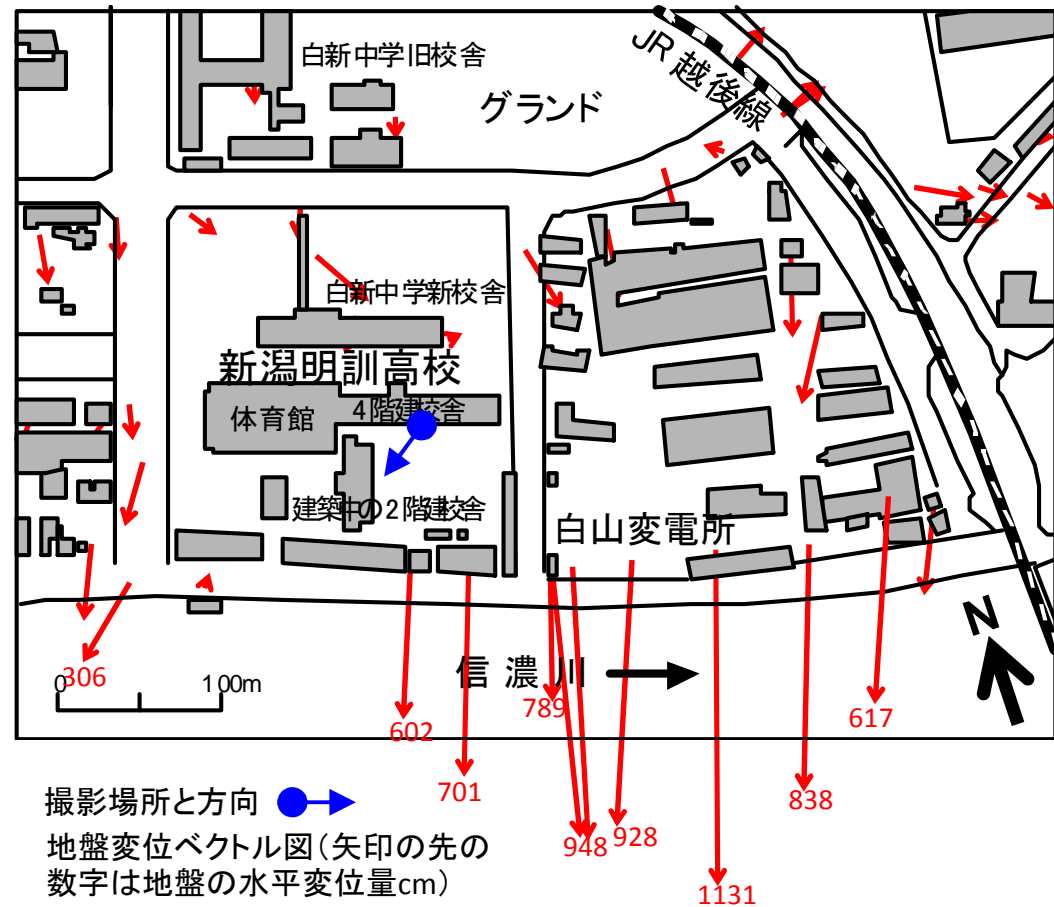 白新中学旧校舎
グランド
JR越後線
白新中学新校舎
新潟明訓高校
体育館
4階建校舎
建築中の2階建校舎
白山変電所
N
信濃川
306
0 100m
602
789
617
701
838
948
928
1131
撮影場所と方向
地盤変位ベクトル図(矢印の先の
数字は地盤の水平変位量cm)